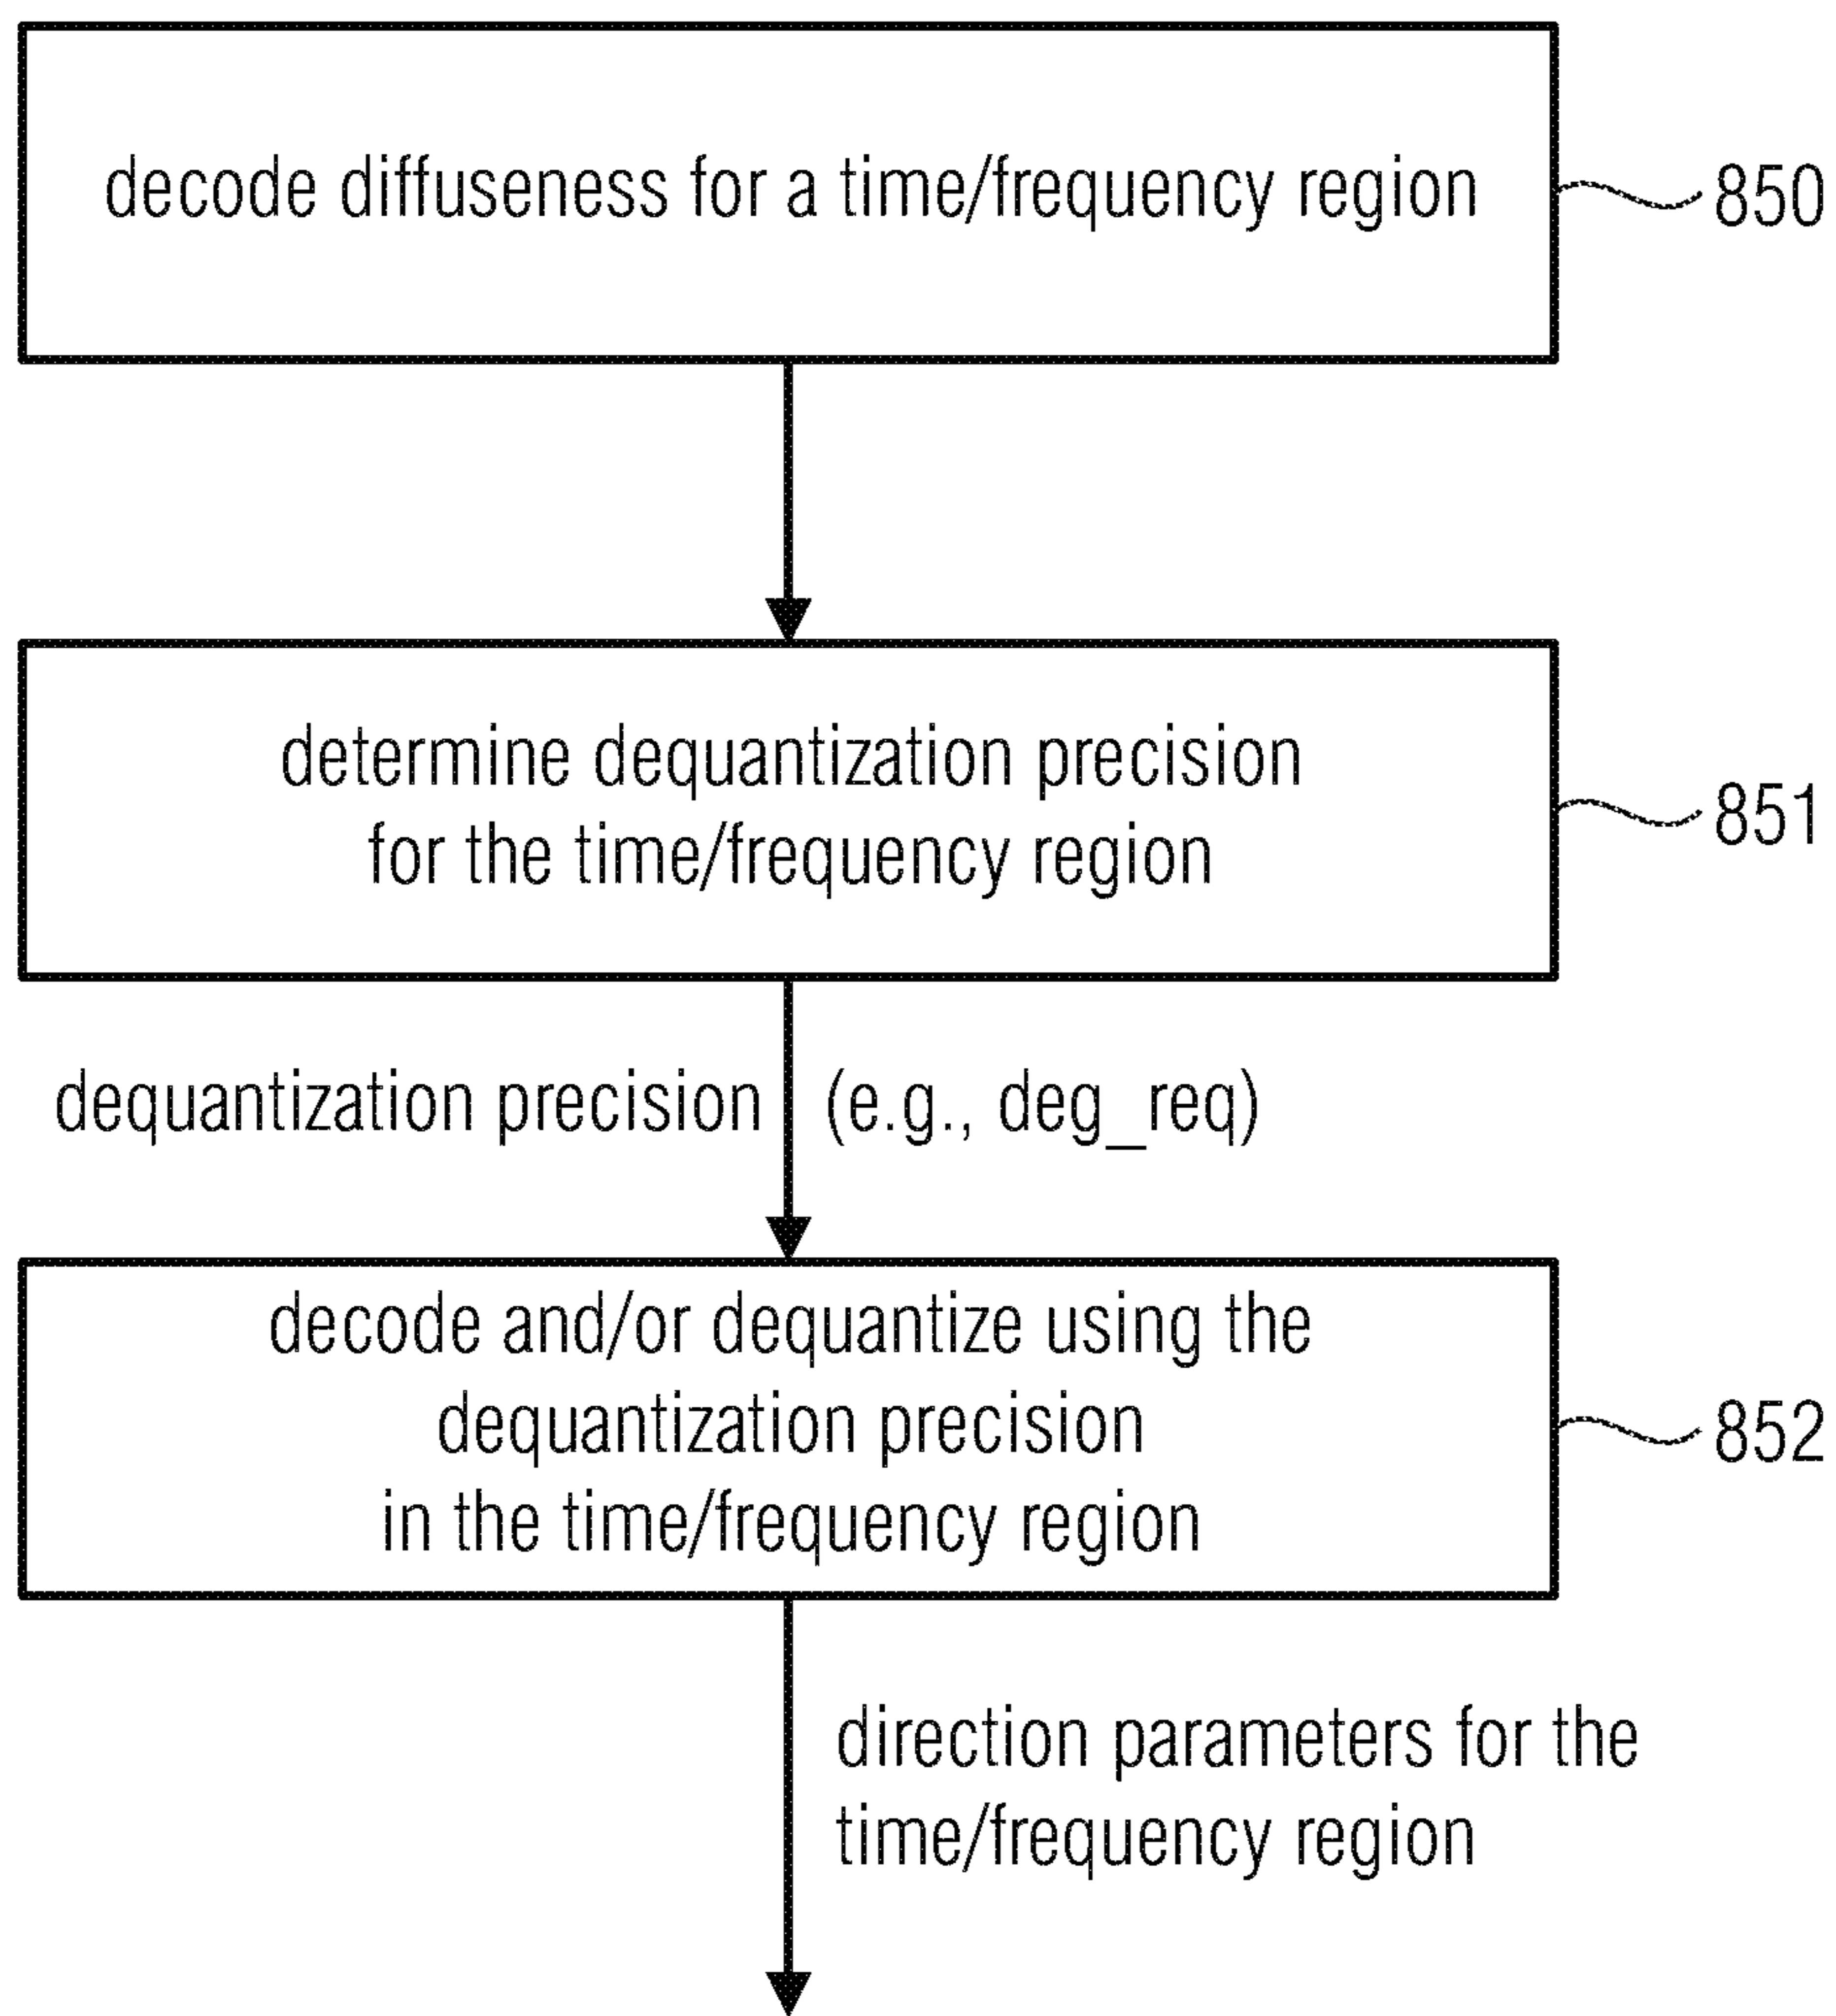 decode diffuseness for a time/frequency region
850
determine dequantization precision
for the time/frequency region
851
dequantization precision (e.g., deg_req)
decode and/or dequantize using the
dequantization precision
in the time/frequency region
852
direction parameters for the
time/frequency region